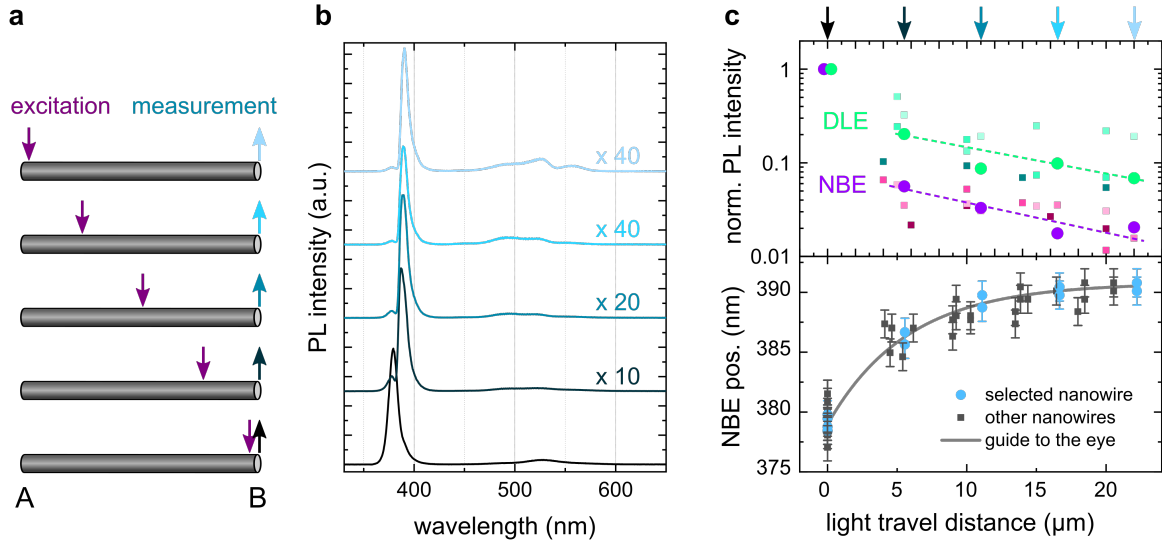 a
excitation
measurement
A
B
b
PL intensity (a.u.)
x 40
x 40
x 20
x 10
400
500
600
wavelength (nm)
c
norm. PL intensity
1
0.1
0.01
DLE
NBE
NBE pos. (nm)
390
385
380
375
selected nanowire
other nanowires
guide to the eye
0
5
10
15
20
light travel distance (µm)